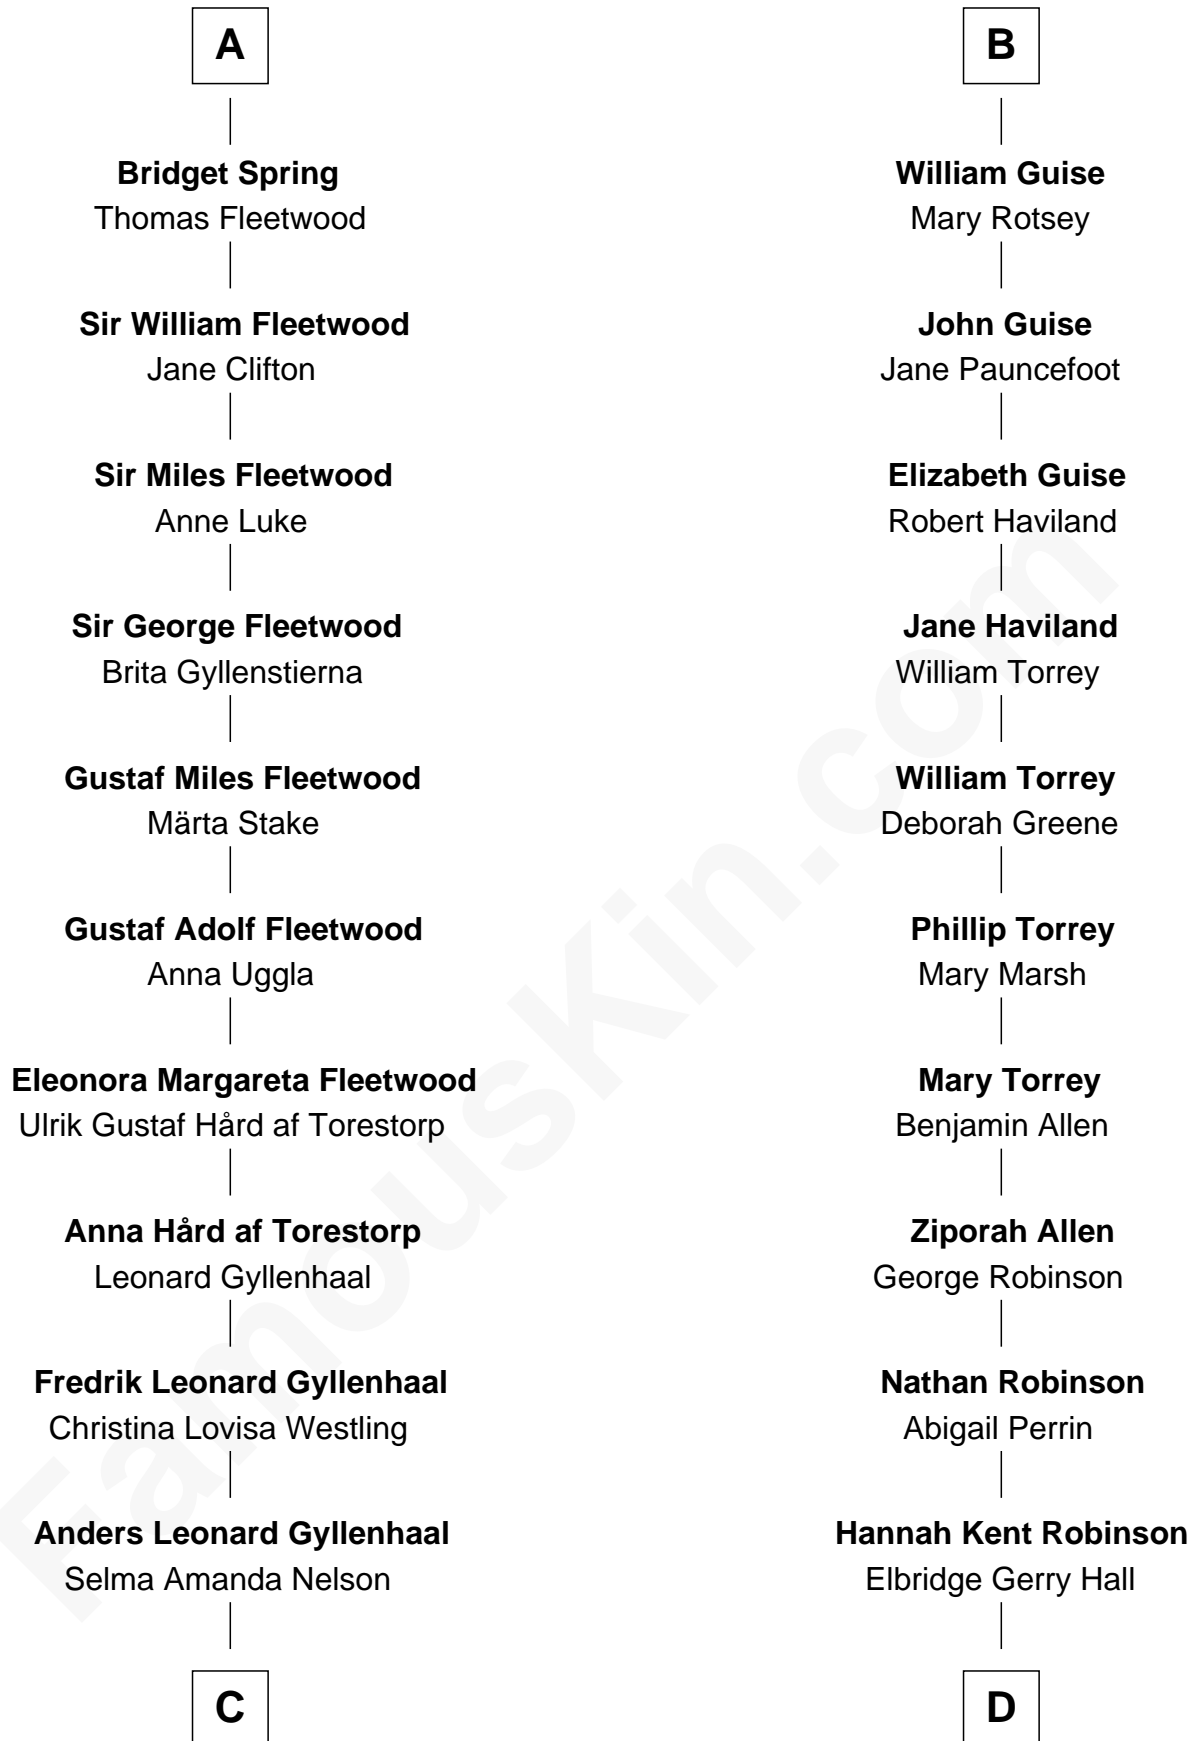 A
Bridget Spring
Thomas Fleetwood
Sir William Fleetwood
Jane Clifton
Sir Miles Fleetwood
Anne Luke
Sir George Fleetwood
Brita Gyllenstierna
Gustaf Miles Fleetwood
Märta Stake
Gustaf Adolf Fleetwood
Anna Uggla
Eleonora Margareta Fleetwood
Ulrik Gustaf Hård af Torestorp
Anna Hård af Torestorp
Leonard Gyllenhaal
Fredrik Leonard Gyllenhaal
Christina Lovisa Westling
Anders Leonard Gyllenhaal
Selma Amanda Nelson
C
B
William Guise
Mary Rotsey
John Guise
Jane Pauncefoot
Elizabeth Guise
Robert Haviland
Jane Haviland
William Torrey
William Torrey
Deborah Greene
Phillip Torrey
Mary Marsh
Mary Torrey
Benjamin Allen
Ziporah Allen
George Robinson
Nathan Robinson
Abigail Perrin
Hannah Kent Robinson
Elbridge Gerry Hall
D
FamousKin.com